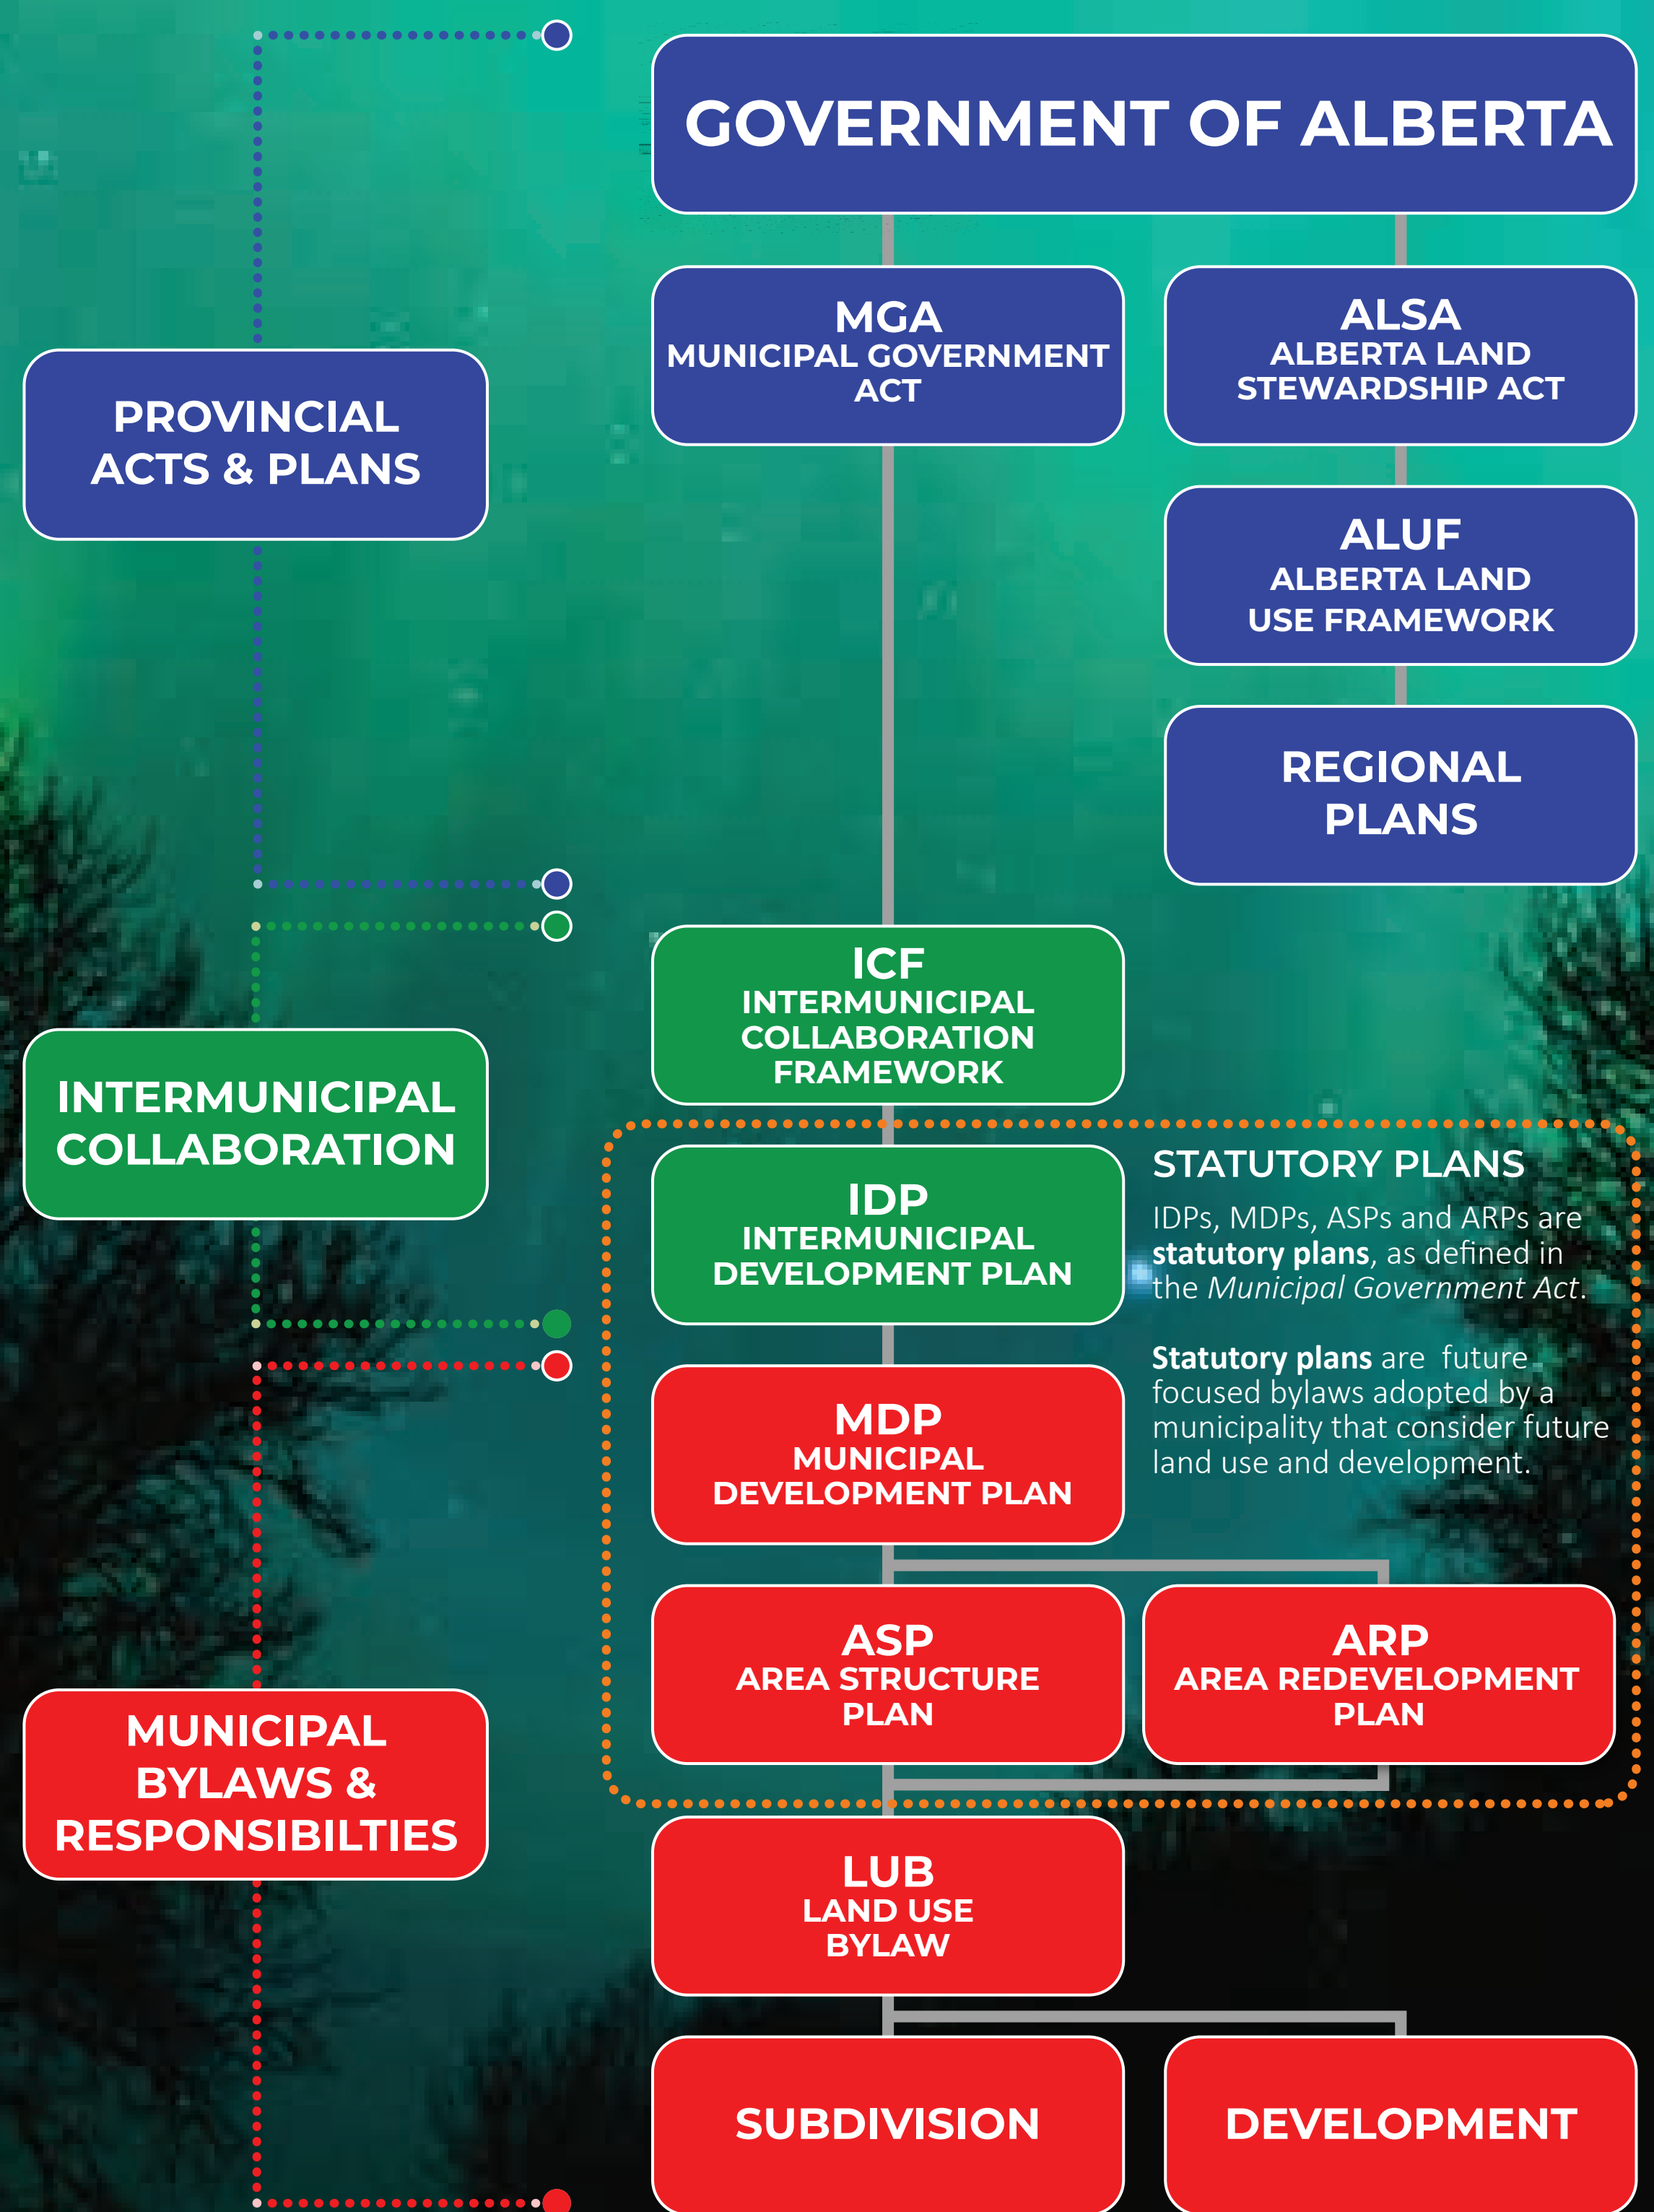 GOVERNMENT OF ALBERTA
MGA
MUNICIPAL GOVERNMENT
ACT
ALSA
ALBERTA LAND
STEWARDSHIP ACT
PROVINCIAL
ACTS & PLANS
ALUF
ALBERTA LAND
USE FRAMEWORK
REGIONAL
PLANS
ICF
INTERMUNICIPAL
COLLABORATION
FRAMEWORK
INTERMUNICIPAL
COLLABORATION
IDP
INTERMUNICIPAL
DEVELOPMENT PLAN
STATUTORY PLANS
IDPs, MDPs, ASPs and ARPs are
statutory plans, as defined in
the Municipal Government Act.
Statutory plans are future
focused bylaws adopted by a
municipality that consider future
land use and development.
MDP
MUNICIPAL
DEVELOPMENT PLAN
ASP
AREA STRUCTURE
PLAN
ARP
AREA REDEVELOPMENT
PLAN
MUNICIPAL
BYLAWS &
RESPONSIBILTIES
LUB
LAND USE
BYLAW
SUBDIVISION
DEVELOPMENT